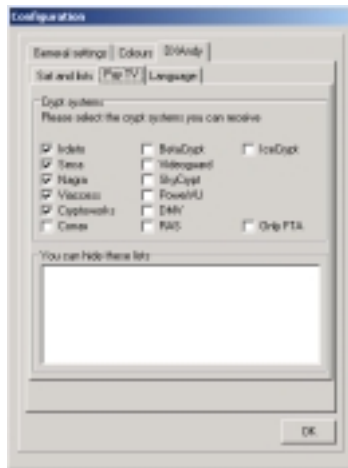 Configuration
General settings Colours DXAndy
Sat and lists Pay TV Language
Crypt systems
Please select the crypt systems you can receive
Irdeto BetaCrypt IceCrypt
Seca Videoguard
Nagra SkyCrypt
Viaccess PowerVU
Cryptoworks DMV
Conax RAS Only FTA
You can hide these lists
OK